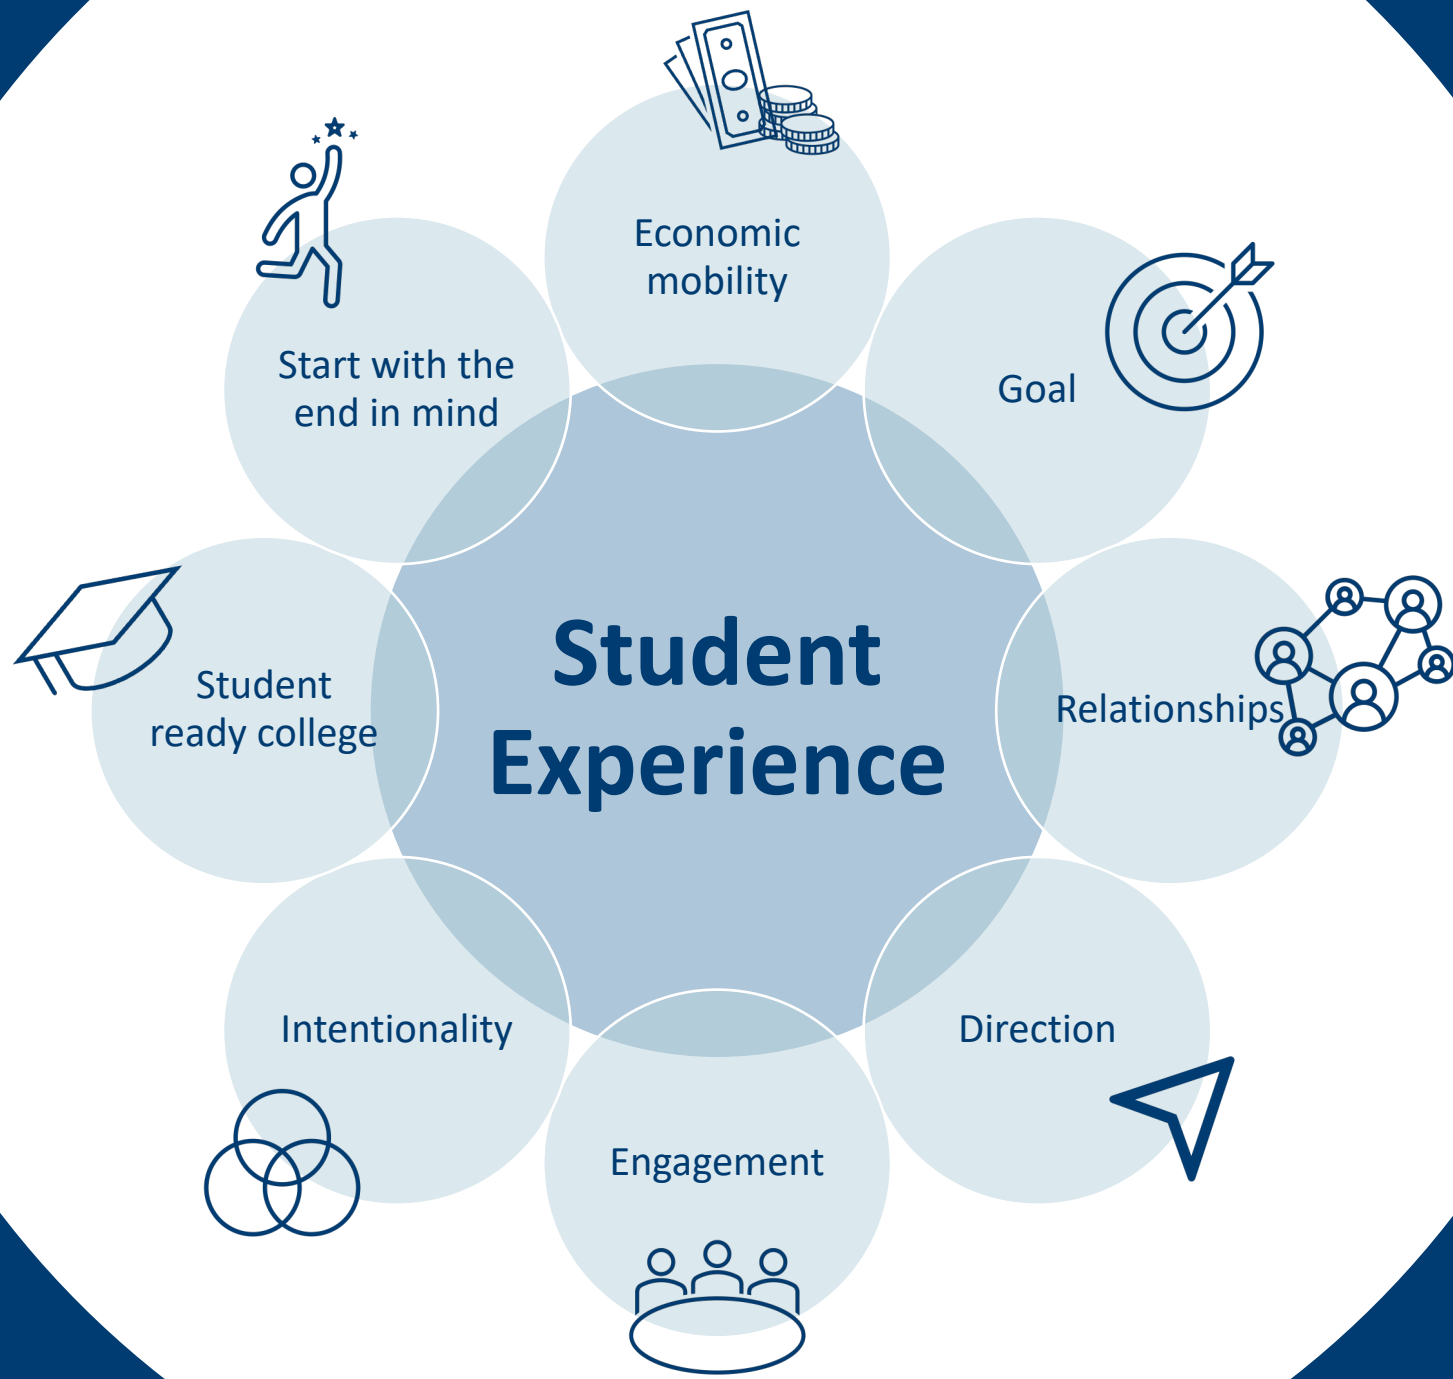 Economic
mobility
Goal
Relationships
Direction
Engagement
Intentionality
Student
ready college
Start with the
end in mind
Student
Experience